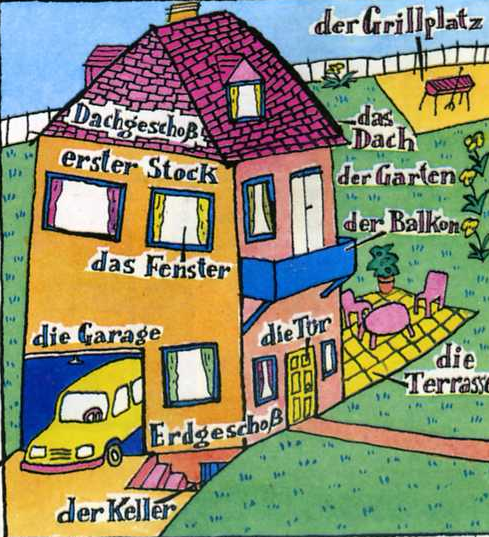 der Grillplatz
Dachgeschoß
das
Dach
erster Stock
der Garten
der Balkon
das Fenster
die Garage
die Tür
die
Terrasse
Erdgeschoß
der Keller